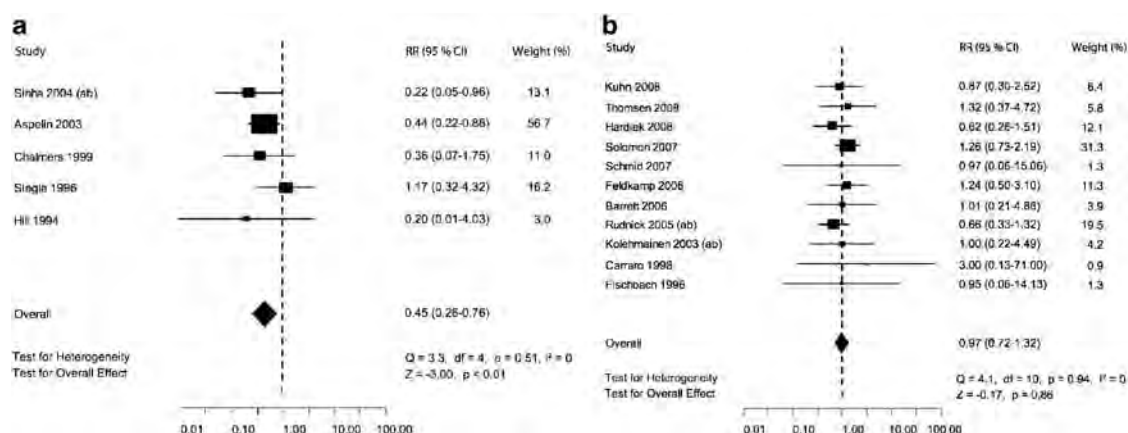 a
Study RR (95 % CI) Weight (%)
Sinha 2004 (ab) 0.22 (0.05-0.96) 13.1
Aspelin 2003 0.44 (0.22-0.88) 56.7
Chalmers 1999 0.36 (0.07-1.75) 11.0
1.17 (0.32-4.32) 16.2
Hill 1994 0.20 (0.01-4.03) 3.0
Overall 0.45 (0.26-0.76)
Test for Heterogeneity Q = 3.3, df = 4, p = 0.51, I² = 0
Test for Overall Effect Z = -3.00, p < 0.01
0.01 0.10 1.00 10.00 100.00
b
Study RR (95 % CI) Weight (%)
Kuhn 2008 0.87 (0.30-2.52) 6.4
Thomsen 2008 1.32 (0.37-4.72) 5.8
Hardiek 2008 0.62 (0.26-1.51) 12.1
Solomon 2007 1.26 (0.73-2.19) 31.3
Schmid 2007 0.97 (0.06-15.06) 1.3
Feldkamp 2006 1.24 (0.50-3.10) 11.3
Barrett 2006 1.01 (0.21-4.86) 3.9
Rudnick 2005 (ab) 0.66 (0.33-1.32) 19.5
Kolehmainen 2003 (ab) 1.00 (0.22-4.49) 4.2
Carraro 1998 3.00 (0.13-71.00) 0.9
Fischbach 1996 0.95 (0.06-14.13) 1.3
Overall 0.97 (0.72-1.32)
Test for Heterogeneity Q = 4.1, df = 10, p = 0.94, I² = 0
Test for Overall Effect Z = -0.17, p = 0.86
0.01 0.10 1.00 10.00 100.00